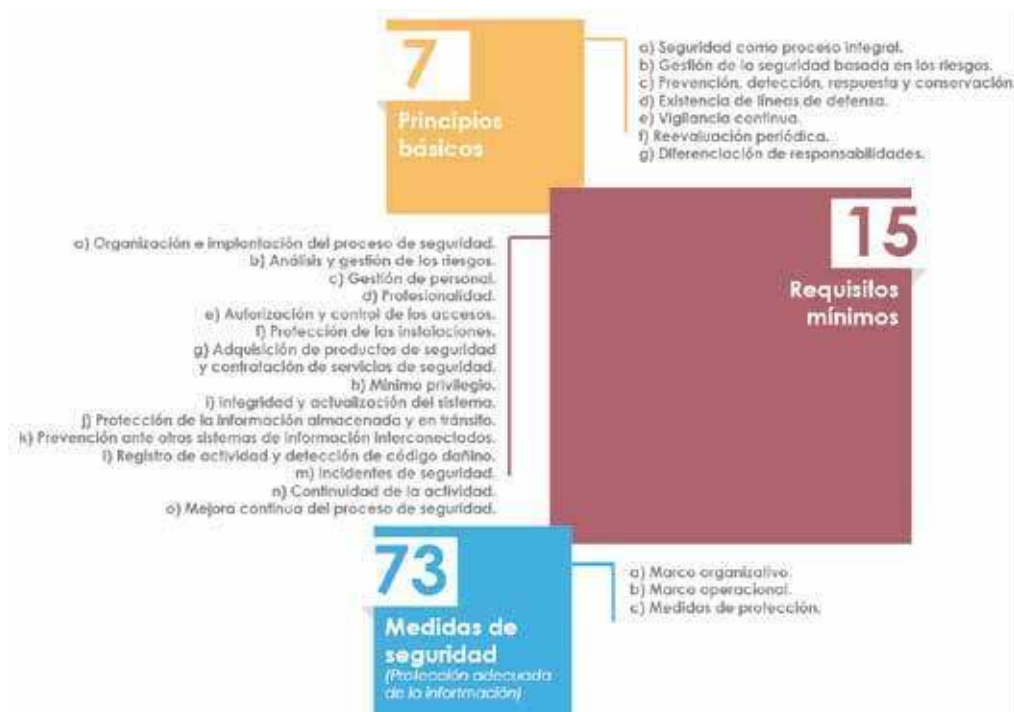 7
Principios
básicos
a) Seguridad como proceso integral.
b) Gestión de la seguridad basada en los riesgos.
c) Prevención, detección, respuesta y conservación
d) Existencia de líneas de defensa.
e) Vigilancia continua.
f) Reevaluación periódica.
g) Diferenciación de responsabilidades.
15
Requisitos
mínimos
a) Organización e implantación del proceso de seguridad.
b) Análisis y gestión de los riesgos.
c) Gestión de personal.
d) Profesionalidad.
e) Autorización y control de los accesos.
f) Protección de las instalaciones.
g) Adquisición de productos de seguridad
y contratación de servicios de seguridad.
h) Mínimo privilegio.
i) Integridad y actualización del sistema.
j) Protección de la información almacenada y en tránsito.
k) Prevención ante otros sistemas de información interconectados.
l) Registro de actividad y detección de código dañino.
m) Incidentes de seguridad.
n) Continuidad de la actividad.
o) Mejora continua del proceso de seguridad.
73
Medidas de
seguridad
(Protección adecuada
de la infortmación)
a) Marco organizativo.
b) Marco operacional.
c) Medidas de protección.